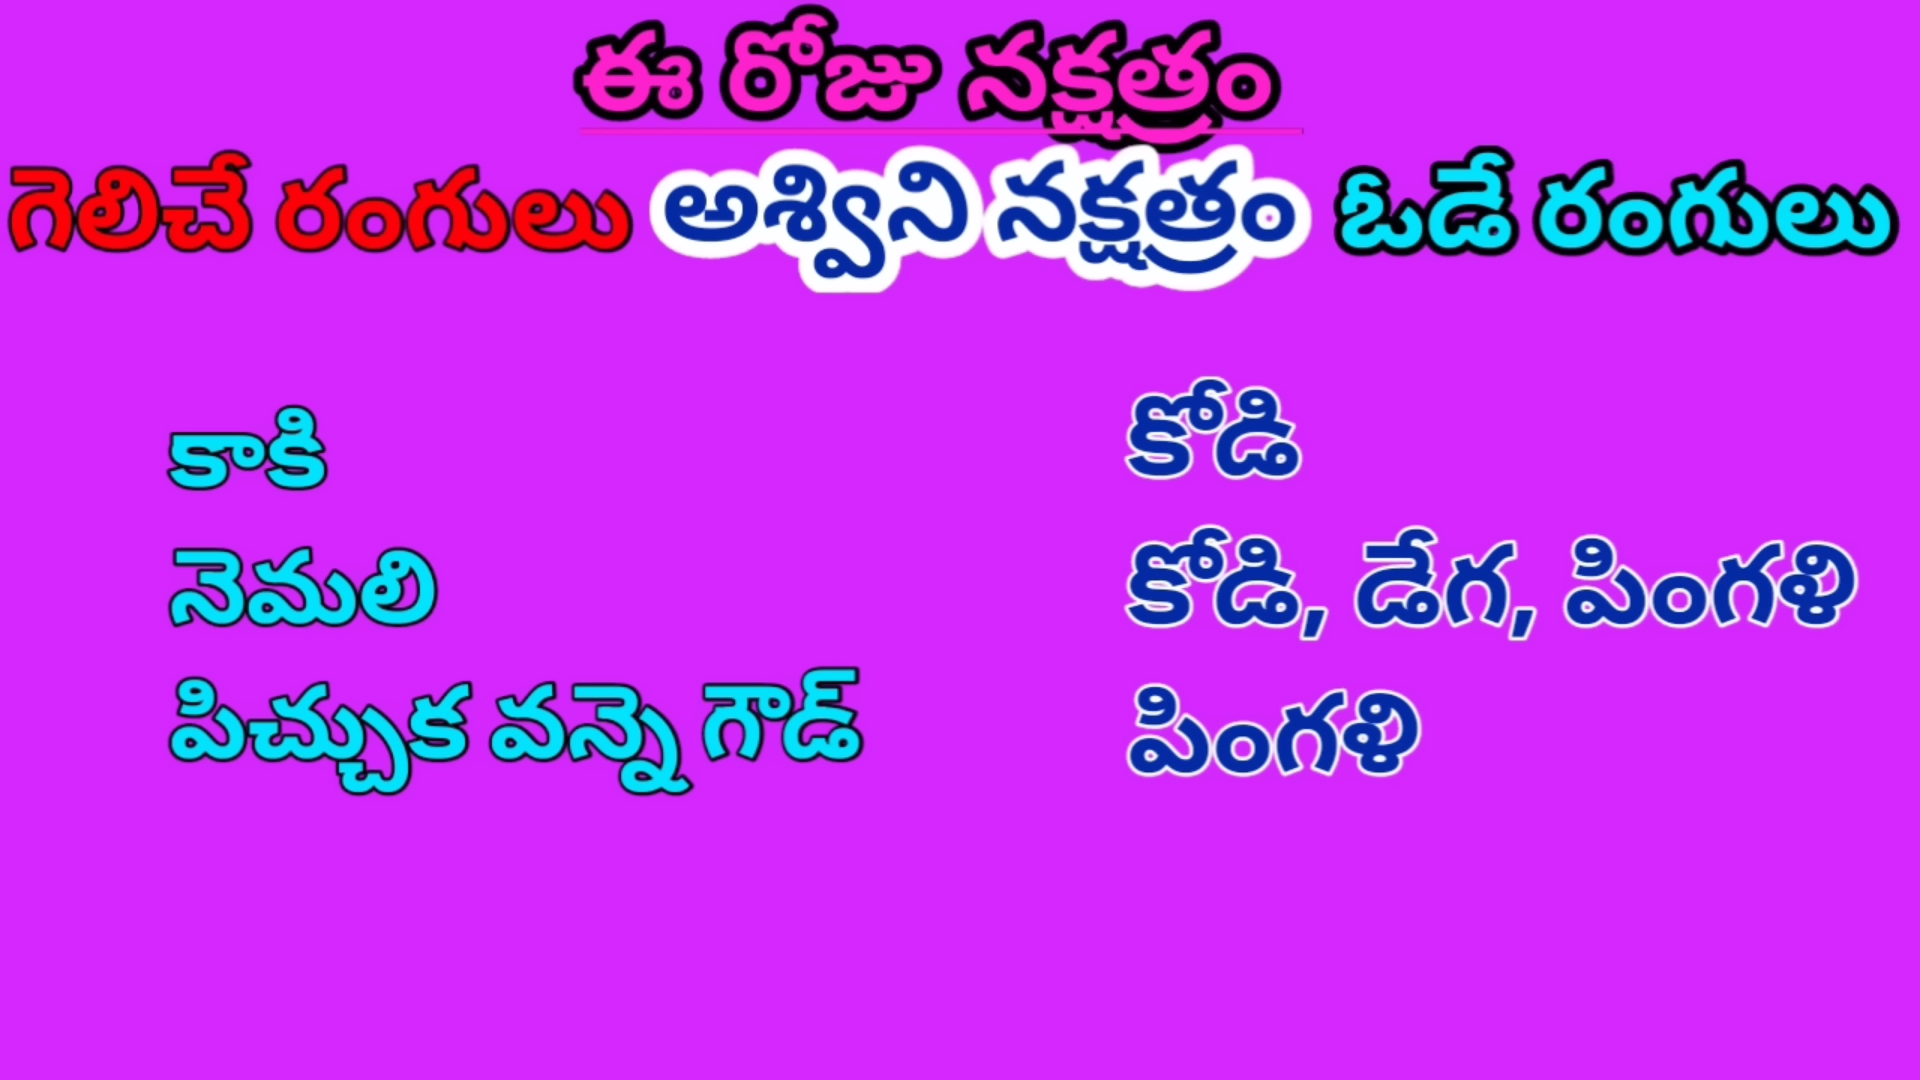 ఈ రోజు నక్షత్రం
గెలిచే రంగులు అశ్విని నక్షత్రం ఓడే రంగులు
కాకి కోడి
నెమలి కోడి, డేగ, పింగళి
పిచ్చుక వన్నె గౌడ్ పింగళి